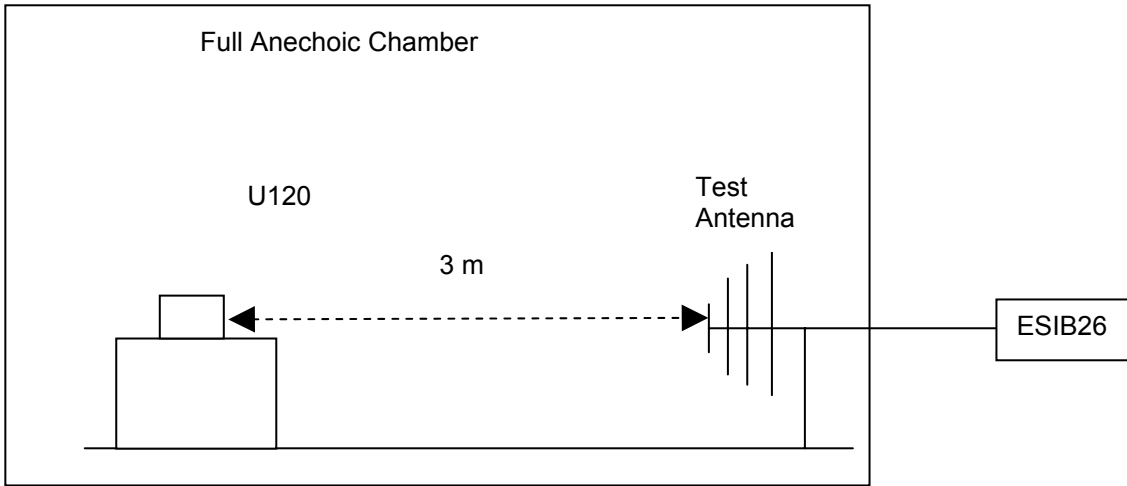 Full Anechoic Chamber
U120
Test
Antenna
3 m
ESIB26